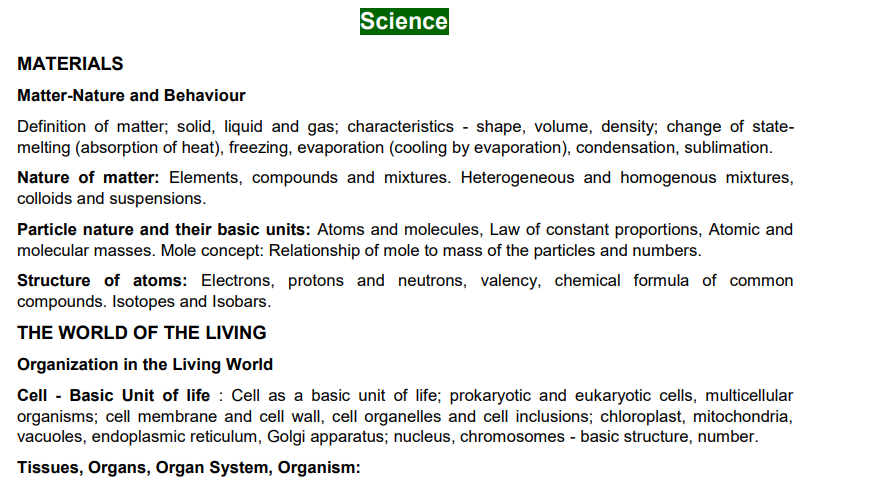 Science
MATERIALS
Matter-Nature and Behaviour
Definition of matter; solid, liquid and gas; characteristics - shape, volume, density; change of state-
melting (absorption of heat), freezing, evaporation (cooling by evaporation), condensation, sublimation.
Nature of matter: Elements, compounds and mixtures. Heterogeneous and homogenous mixtures,
colloids and suspensions.
Particle nature and their basic units: Atoms and molecules, Law of constant proportions, Atomic and
molecular masses. Mole concept: Relationship of mole to mass of the particles and numbers.
Structure of atoms: Electrons, protons and neutrons, valency, chemical formula of common
compounds. Isotopes and Isobars.
THE WORLD OF THE LIVING
Organization in the Living World
Cell - Basic Unit of life : Cell as a basic unit of life; prokaryotic and eukaryotic cells, multicellular
organisms; cell membrane and cell wall, cell organelles and cell inclusions; chloroplast, mitochondria,
vacuoles, endoplasmic reticulum, Golgi apparatus; nucleus, chromosomes - basic structure, number.
Tissues, Organs, Organ System, Organism: